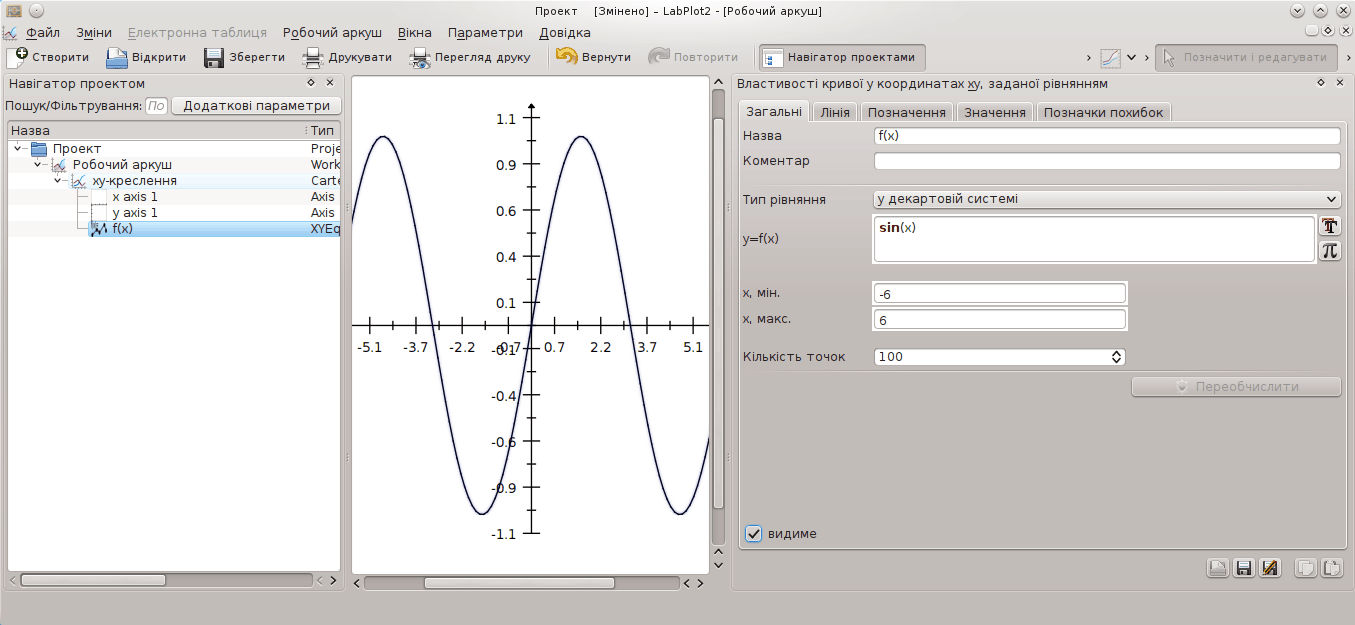 Проект [Змінено] – LabPlot2 - [Робочий аркуш]
Файл Зміни Електронна таблиця Робочий аркуш Вікна Параметри Довідка
Створити Відкрити Зберегти Друкувати Перегляд друку Вернути Повторити Навігатор проектами Позначити і редагувати
Навігатор проектом
Пошук/Фільтрування: По Додаткові параметри
Назва Тип
Проект Proje
Робочий аркуш Work
xy-креслення Carte
x axis 1 Axis
y axis 1 Axis
f(x) XYEq
1.1
0.9
0.6
0.4
0.1
-5.1 -3.7 -2.2 -0.7 0.7 2.2 3.7 5.1
-0.1
-0.4
-0.6
-0.9
-1.1
Властивості кривої у координатах xy, заданої рівнянням
Загальні Лінія Позначення Значення Позначки похибок
Назва f(x)
Коментар
Тип рівняння у декартовій системі
y=f(x) sin(x)
x, мін. -6
x, макс. 6
Кількість точок 100
Переобчислити
видиме